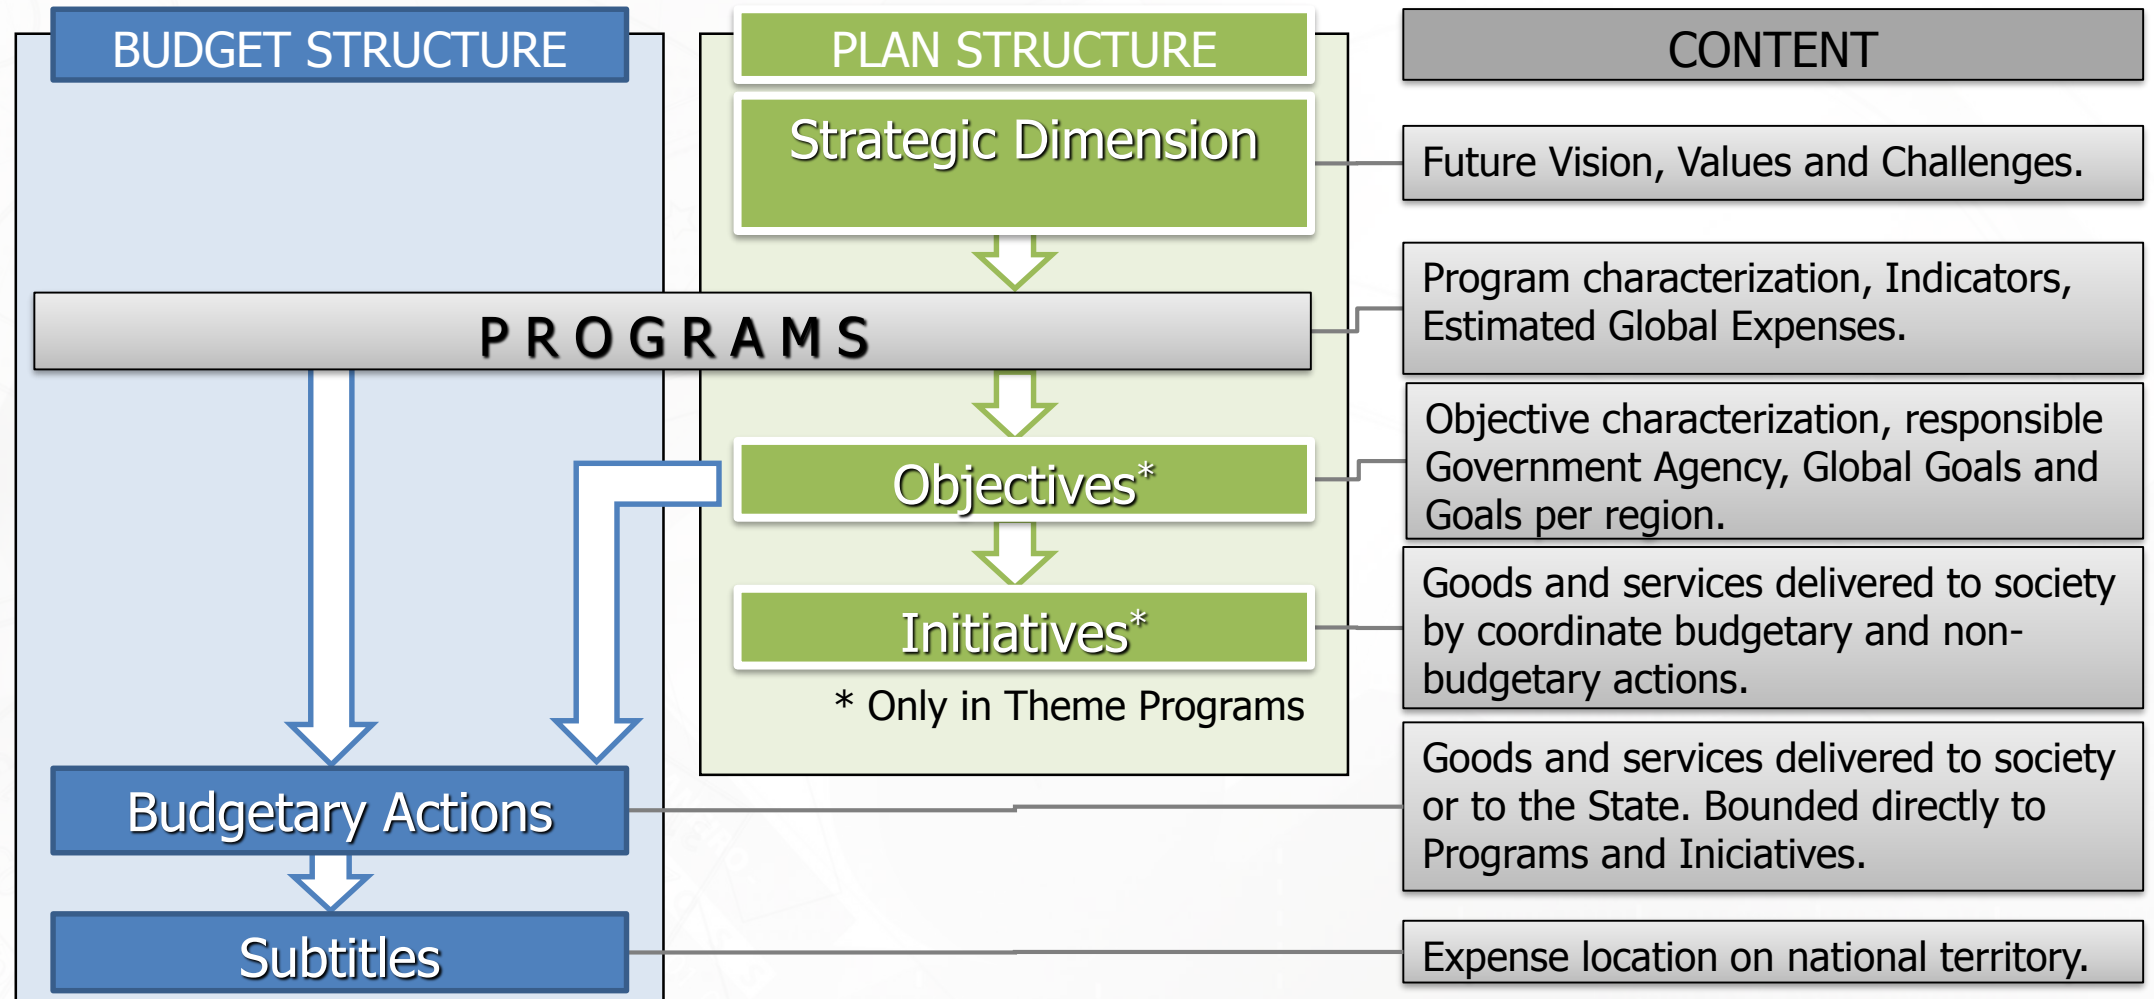 BUDGET STRUCTURE
PLAN STRUCTURE
CONTENT
Strategic Dimension
Future Vision, Values and Challenges.
PROGRAMS
Program characterization, Indicators,
Estimated Global Expenses.
Objectives*
Objective characterization, responsible
Government Agency, Global Goals and
Goals per region.
Initiatives*
* Only in Theme Programs
Goods and services delivered to society
by coordinate budgetary and non-
budgetary actions.
Budgetary Actions
Goods and services delivered to society
or to the State. Bounded directly to
Programs and Iniciatives.
Subtitles
Expense location on national territory.